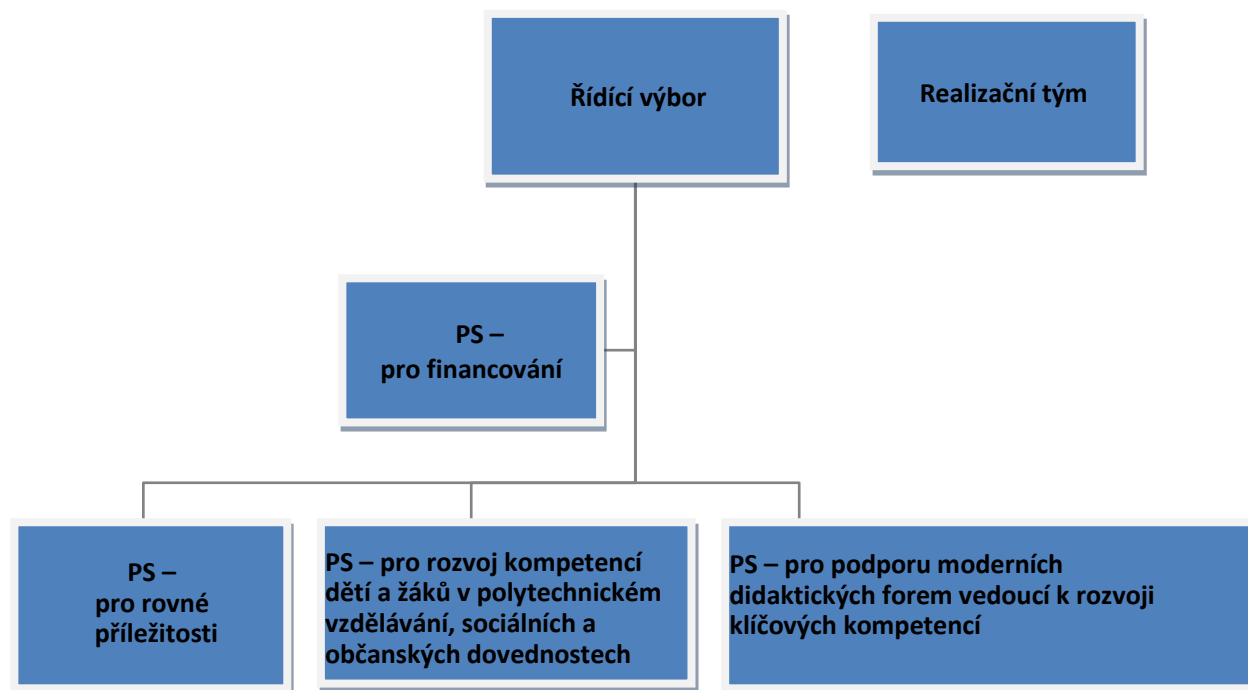 Řídící výbor
Realizační tým
PS –
pro financování
PS –
pro rovné
příležitosti
PS – pro rozvoj kompetencí
dětí a žáků v polytechnickém
vzdělávání, sociálních a
občanských dovednostech
PS – pro podporu moderních
didaktických forem vedoucí k rozvoji
klíčových kompetencí